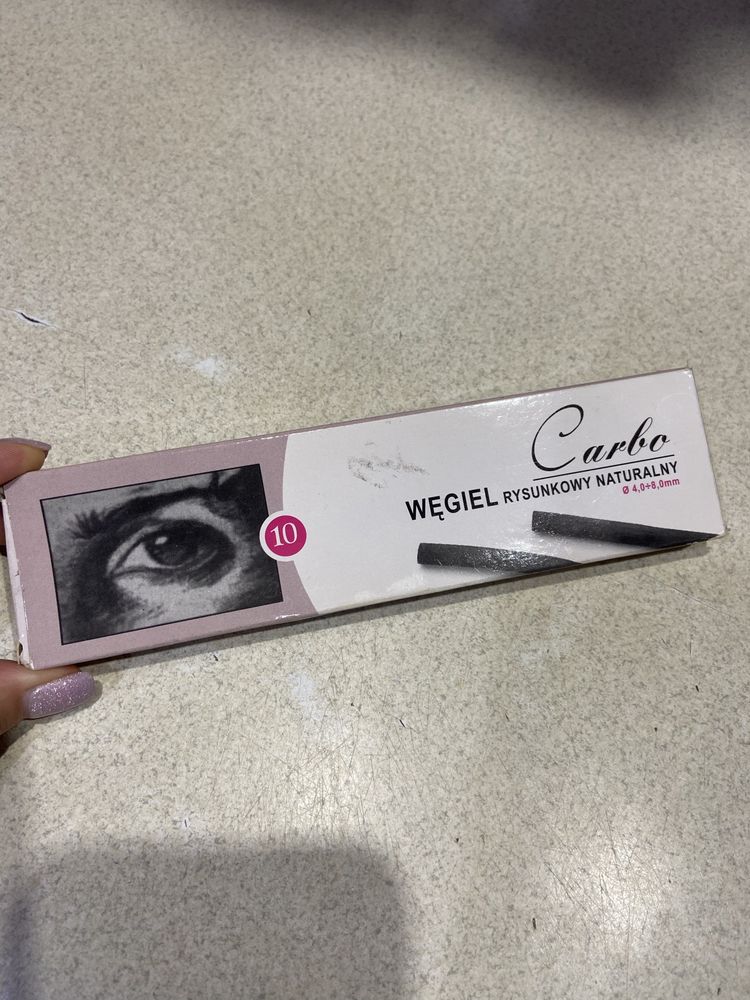 10
Carbo
WĘGIEL RYSUNKOWY NATURALNY
Ø 4,0÷8,0mm